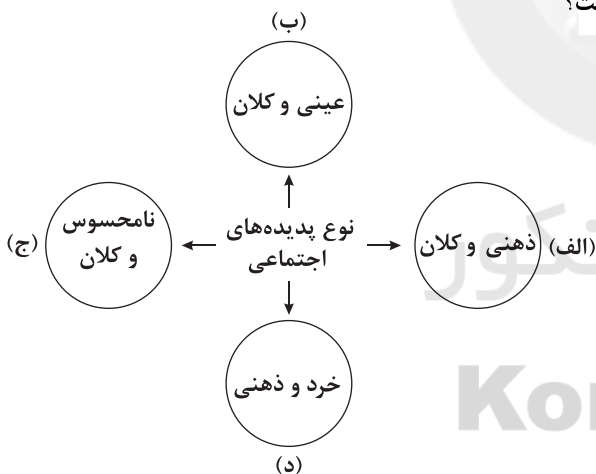 (ب)
عینی و کلان
نوع پدیده‌های
اجتماعی
(الف)
ذهنی و کلان
نامحسوس
و کلان
(ج)
خرد و ذهنی
(د)